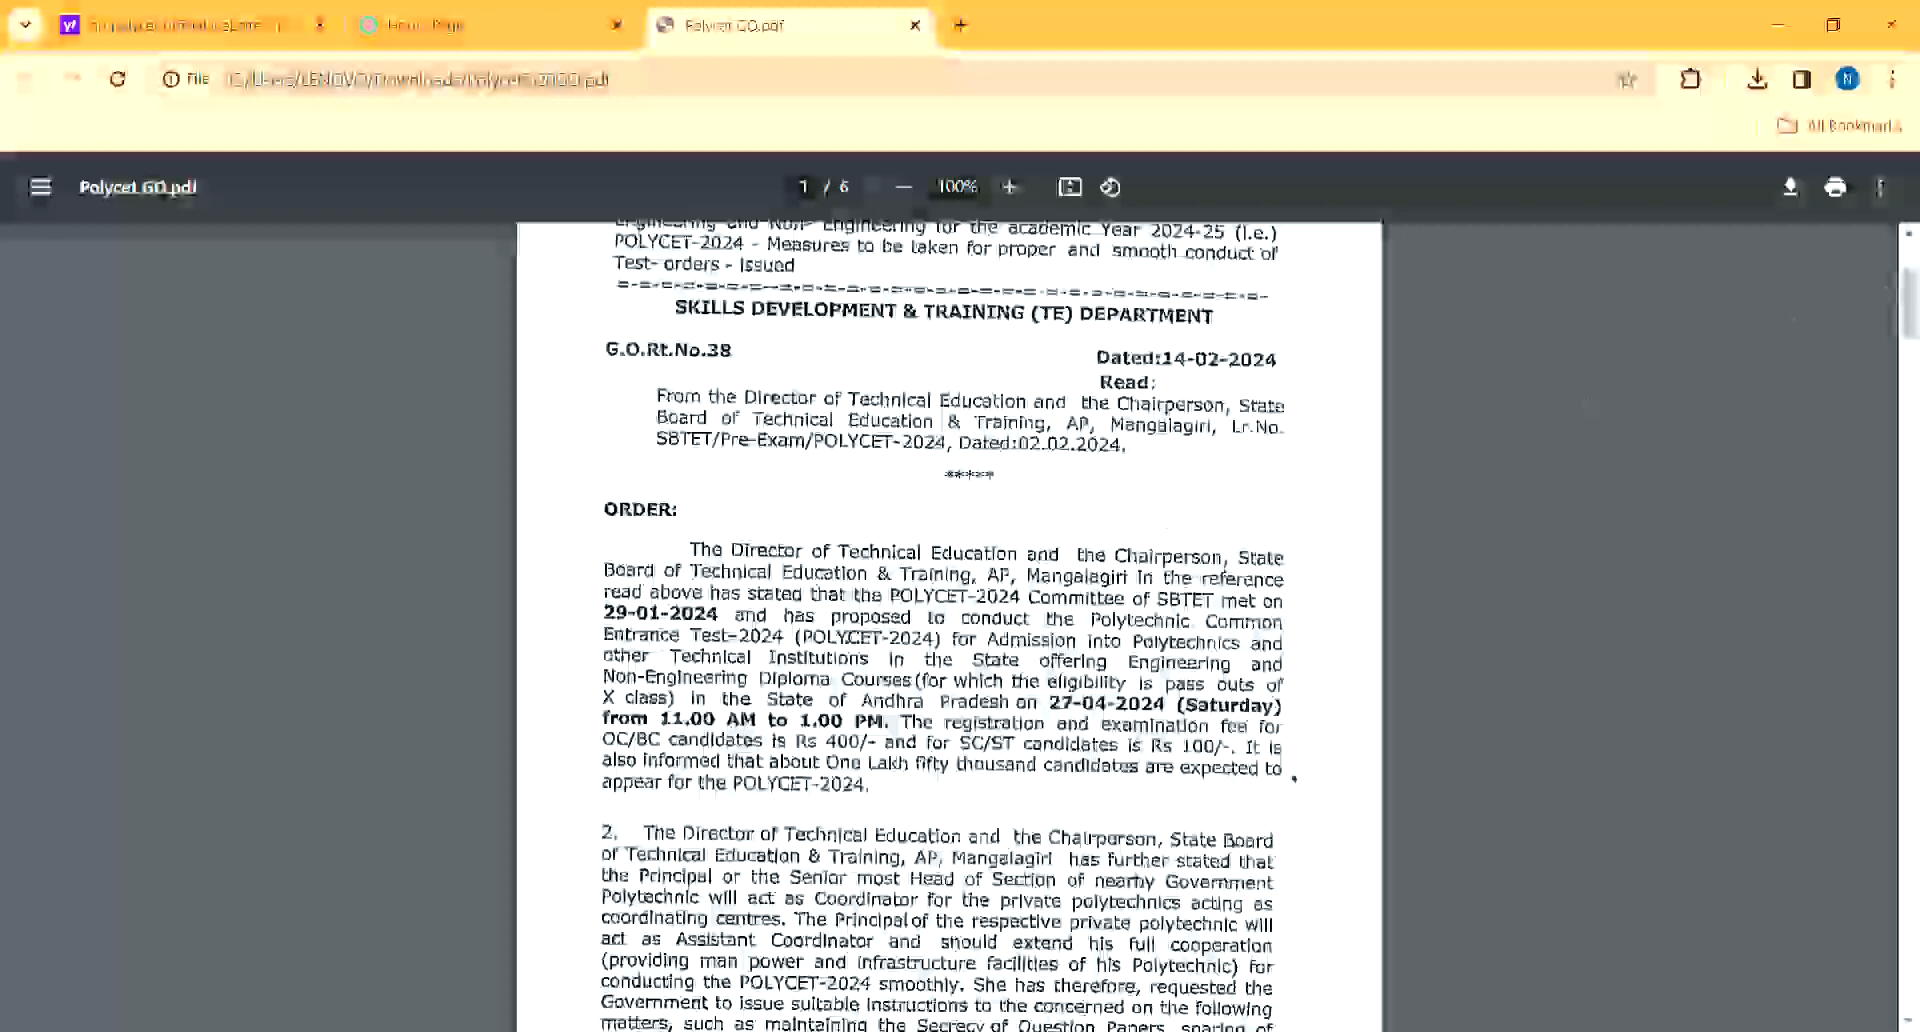 Polycet GO.pdf
File
C:/Users/LENOVO/Downloads/Polycet%20GO.pdf
N
All Bookmarks
Polycet GO.pdf
1 / 6
100%
Engineering and Non- Engineering for the academic Year 2024-25 (i.e.)
POLYCET-2024 - Measures to be taken for proper and smooth conduct of
Test- orders - Issued
SKILLS DEVELOPMENT & TRAINING (TE) DEPARTMENT
G.O.Rt.No.38
Dated:14-02-2024
Read:
From the Director of Technical Education and the Chairperson, State
Board of Technical Education & Training, AP, Mangalagiri, Lr.No.
SBTET/Pre-Exam/POLYCET-2024, Dated:02.02.2024.
*****
ORDER:
The Director of Technical Education and the Chairperson, State
Board of Technical Education & Training, AP, Mangalagiri in the reference
read above has stated that the POLYCET-2024 Committee of SBTET met on
29-01-2024 and has proposed to conduct the Polytechnic Common
Entrance Test-2024 (POLYCET-2024) for Admission into Polytechnics and
other Technical Institutions in the State offering Engineering and
Non-Engineering Diploma Courses(for which the eligibility is pass outs of
X class) in the State of Andhra Pradesh on 27-04-2024 (Saturday)
from 11.00 AM to 1.00 PM. The registration and examination fee for
OC/BC candidates is Rs 400/- and for SC/ST candidates is Rs 100/-. It is
also informed that about One Lakh fifty thousand candidates are expected to
appear for the POLYCET-2024.
2. The Director of Technical Education and the Chairperson, State Board
of Technical Education & Training, AP, Mangalagiri has further stated that
the Principal or the Senior most Head of Section of nearby Government
Polytechnic will act as Coordinator for the private polytechnics acting as
coordinating centres. The Principal of the respective private polytechnic will
act as Assistant Coordinator and should extend his full cooperation
(providing man power and infrastructure facilities of his Polytechnic) for
conducting the POLYCET-2024 smoothly. She has therefore, requested the
Government to issue suitable instructions to the concerned on the following
matters, such as maintaining the Secrecy of Question Papers, sparing of